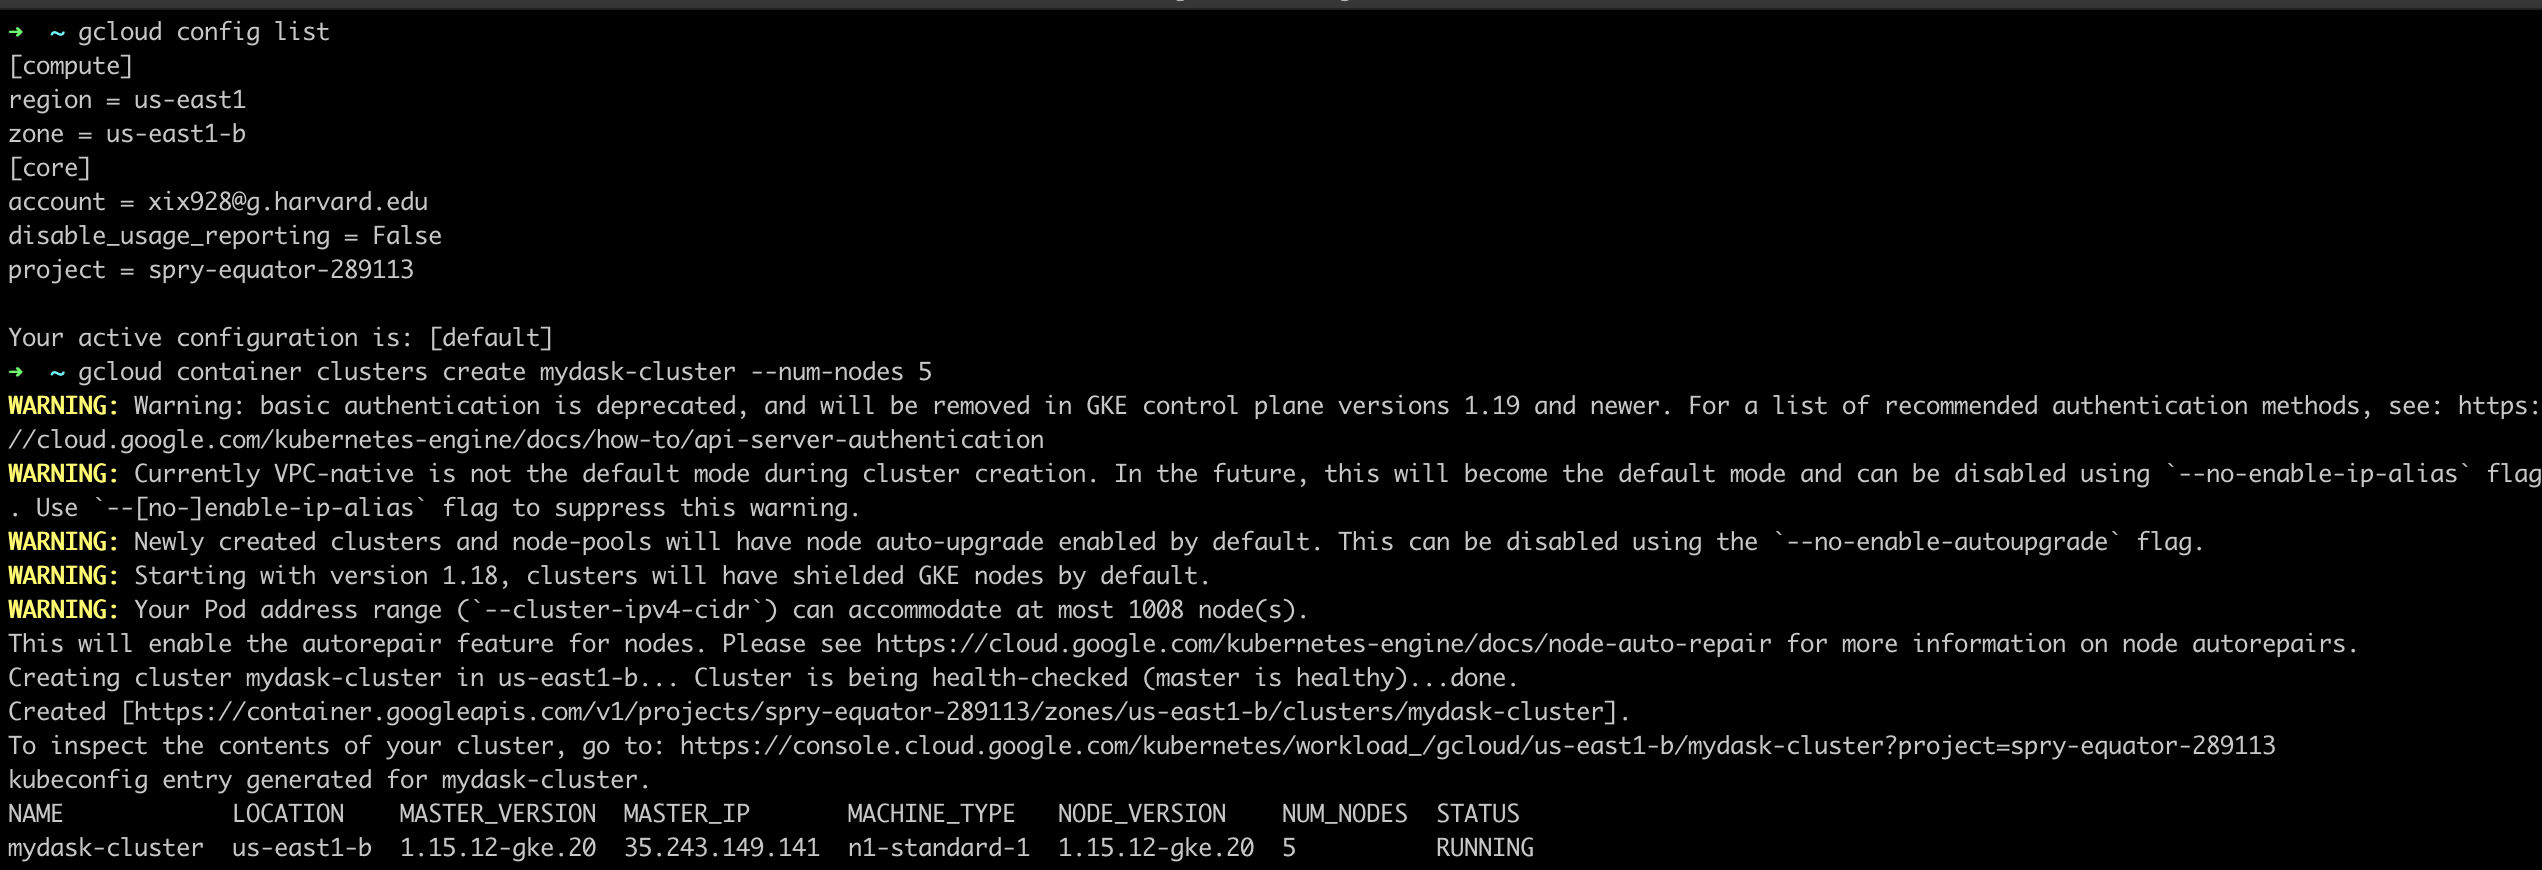 ➜  ~ gcloud config list
[compute]
region = us-east1
zone = us-east1-b
[core]
account = xix928@g.harvard.edu
disable_usage_reporting = False
project = spry-equator-289113
Your active configuration is: [default]
➜  ~ gcloud container clusters create mydask-cluster --num-nodes 5
WARNING: Warning: basic authentication is deprecated, and will be removed in GKE control plane versions 1.19 and newer. For a list of recommended authentication methods, see: https:
//cloud.google.com/kubernetes-engine/docs/how-to/api-server-authentication
WARNING: Currently VPC-native is not the default mode during cluster creation. In the future, this will become the default mode and can be disabled using `--no-enable-ip-alias` flag
. Use `--[no-]enable-ip-alias` flag to suppress this warning.
WARNING: Newly created clusters and node-pools will have node auto-upgrade enabled by default. This can be disabled using the `--no-enable-autoupgrade` flag.
WARNING: Starting with version 1.18, clusters will have shielded GKE nodes by default.
WARNING: Your Pod address range (`--cluster-ipv4-cidr`) can accommodate at most 1008 node(s).
This will enable the autorepair feature for nodes. Please see https://cloud.google.com/kubernetes-engine/docs/node-auto-repair for more information on node autorepairs.
Creating cluster mydask-cluster in us-east1-b... Cluster is being health-checked (master is healthy)...done.
Created [https://container.googleapis.com/v1/projects/spry-equator-289113/zones/us-east1-b/clusters/mydask-cluster].
To inspect the contents of your cluster, go to: https://console.cloud.google.com/kubernetes/workload_/gcloud/us-east1-b/mydask-cluster?project=spry-equator-289113
kubeconfig entry generated for mydask-cluster.
NAME            LOCATION    MASTER_VERSION  MASTER_IP       MACHINE_TYPE   NODE_VERSION    NUM_NODES  STATUS
mydask-cluster  us-east1-b  1.15.12-gke.20  35.243.149.141  n1-standard-1  1.15.12-gke.20  5          RUNNING